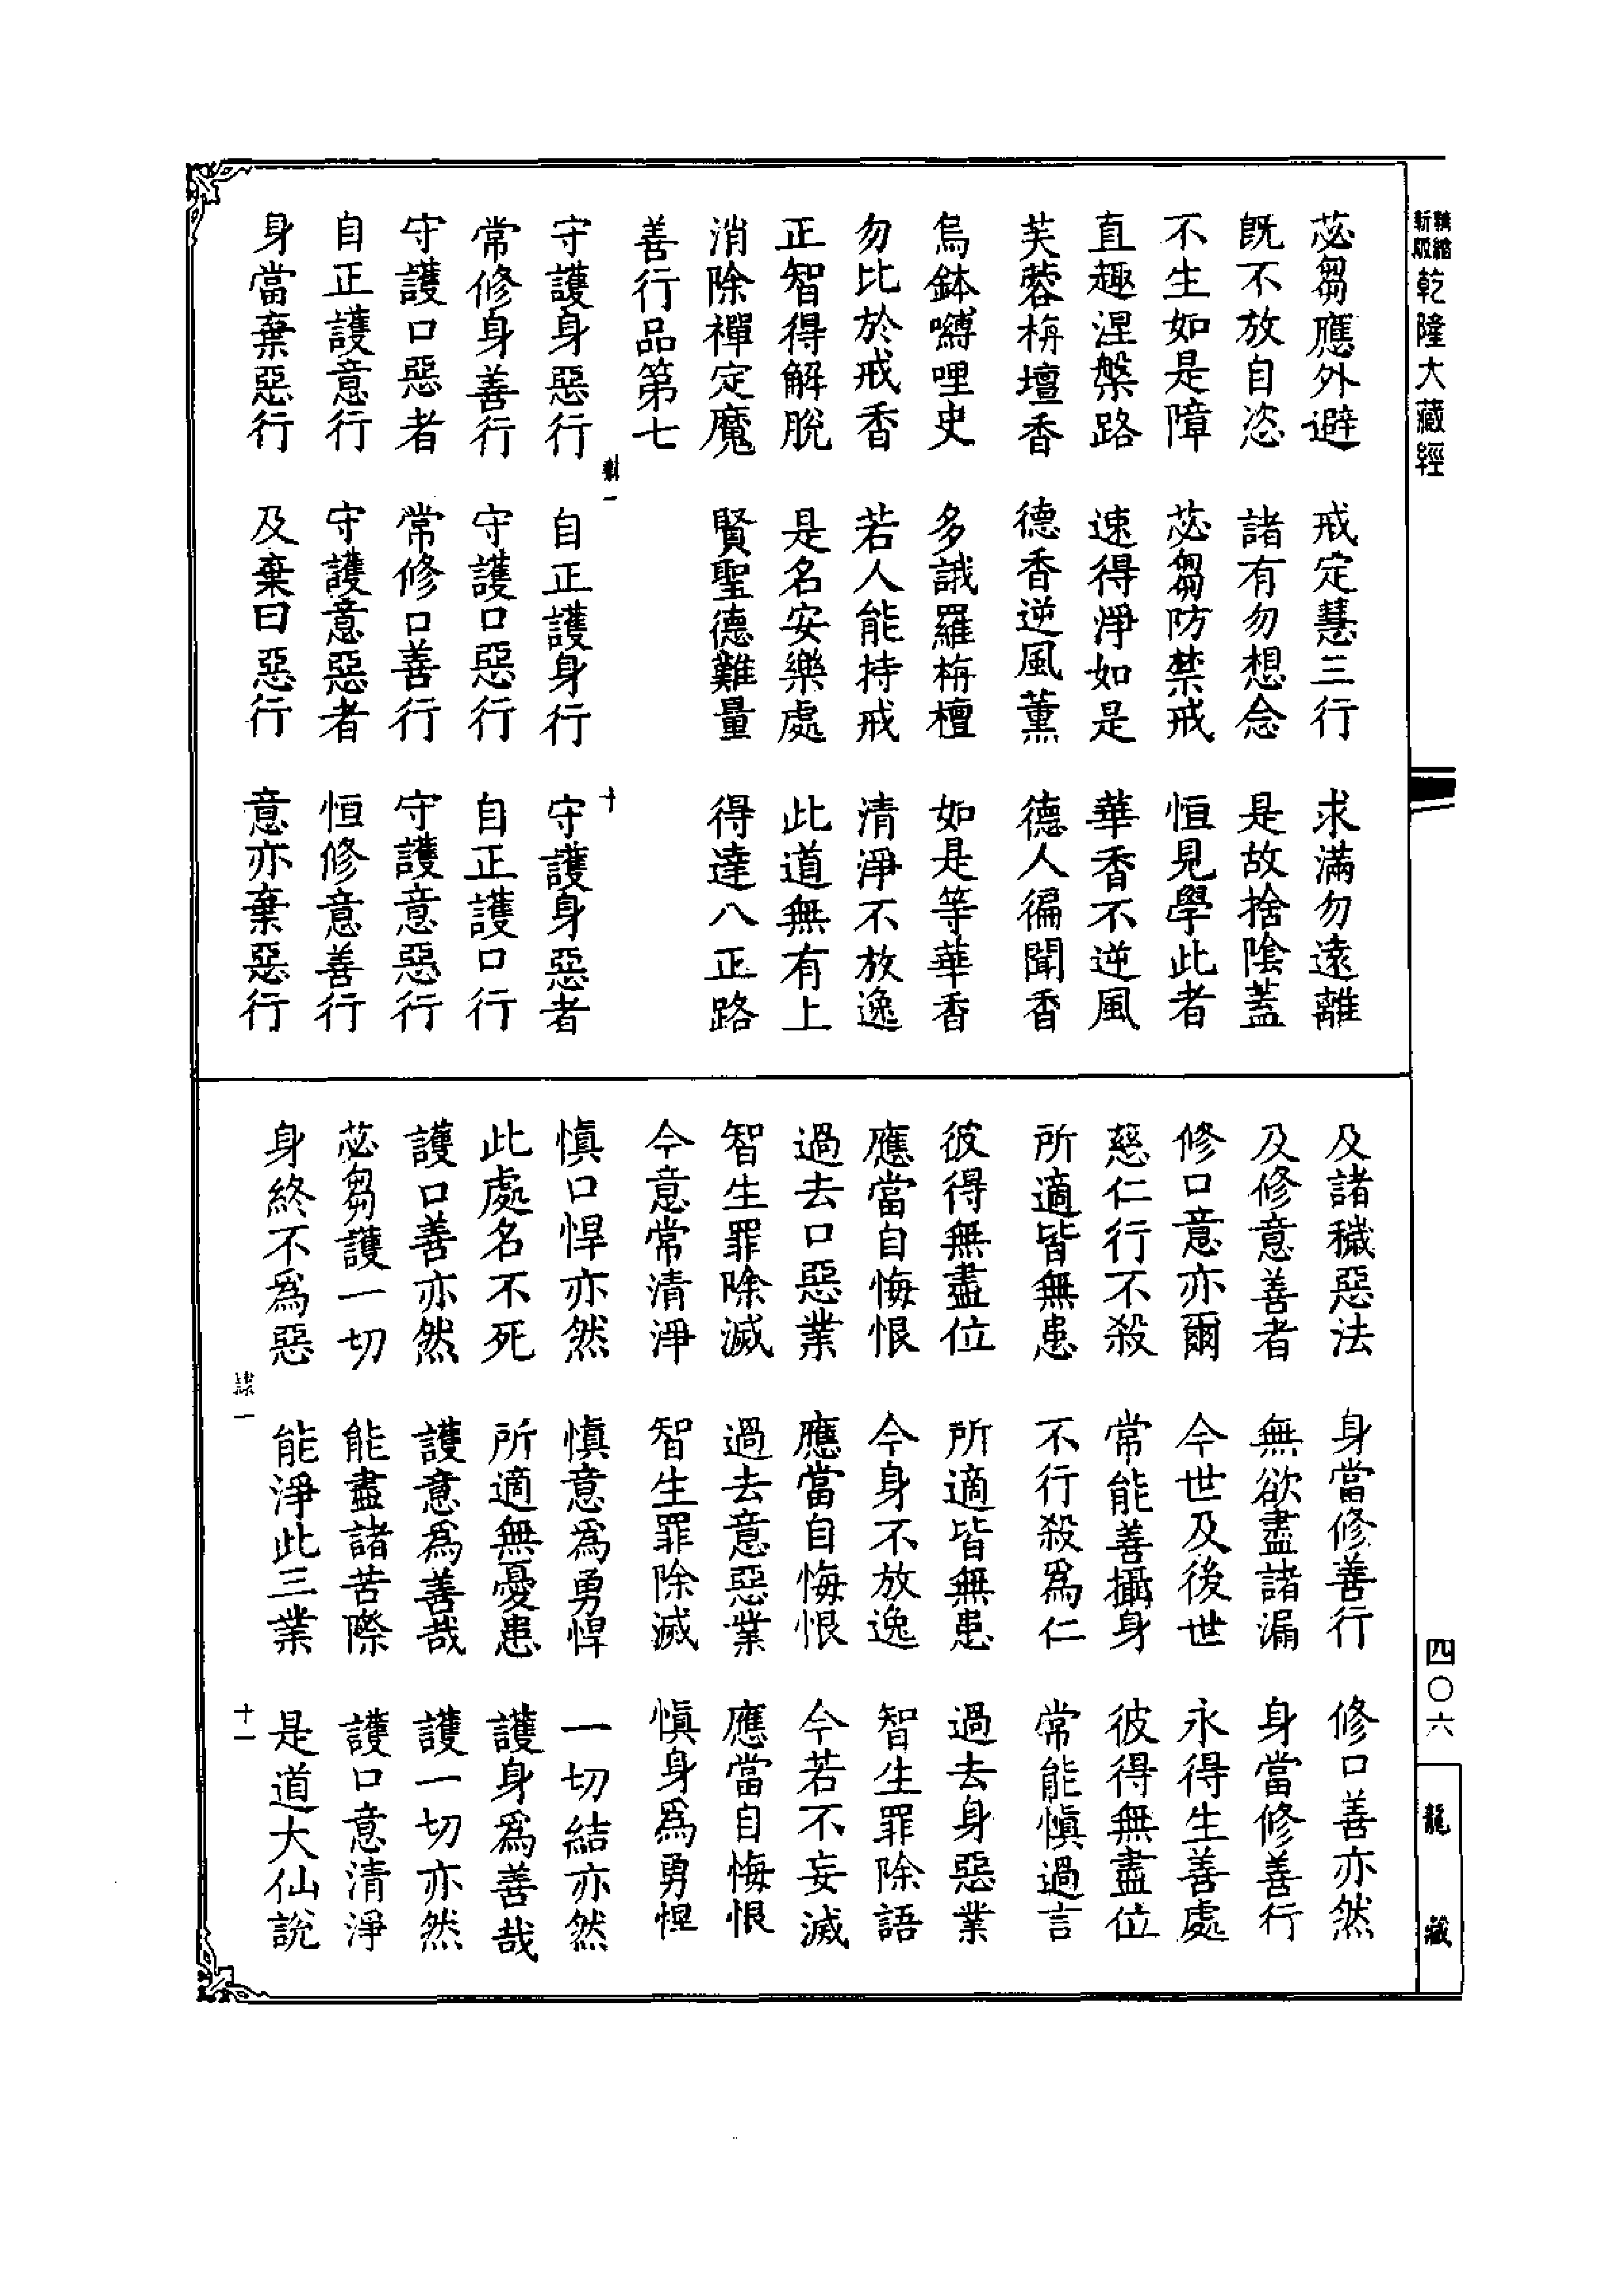 精縮新版 乾隆大藏經
苾芻應外避　戒定慧三行　求滿勿遠離
既不放自恣　諸有勿想念　是故捨陰蓋
不生如是障　苾芻防禁戒　恒見學此者
直趣涅槃路　速得淨如是　華香不逆風
芙蓉栴壇香　德香逆風薰　德人徧聞香
烏鉢嚩哩史　多誐羅栴檀　如是等華香
勿比於戒香　若人能持戒　清淨不放逸
正智得解脫　是名安樂處　此道無有上
消除禪定魔　賢聖德難量　得達八正路
善行品第七
隸一　十
守護身惡行　自正護身行　守護身惡者
常修身善行　守護口惡行　自正護口行
守護口惡者　常修口善行　守護意惡行
自正護意行　守護意惡者　恒修意善行
身當棄惡行　及棄曰惡行　意亦棄惡行
及諸穢惡法　身當修善行　修口善亦然
及修意善者　無欲盡諸漏　身當修善行
修口意亦爾　今世及後世　永得生善處
慈仁行不殺　常能善攝身　彼得無盡位
所適皆無患　不行殺爲仁　常能慎過言
彼得無盡位　所適皆無患　過去身惡業
應當自悔恨　今身不放逸　智生罪除語
過去口惡業　應當自悔恨　今若不妄滅
智生罪除滅　過去意惡業　應當自悔恨
今意常清淨　智生罪除滅　慎身爲勇悍
慎口悍亦然　慎意爲勇悍　一切結亦然
此處名不死　所適無憂患　護身爲善哉
護口善亦然　護意爲善哉　護一切亦然
苾芻護一切　能盡諸苦際　護口意清淨
身終不爲惡　能淨此三業　是道大仙說
隸一　十一
四〇六
龍藏